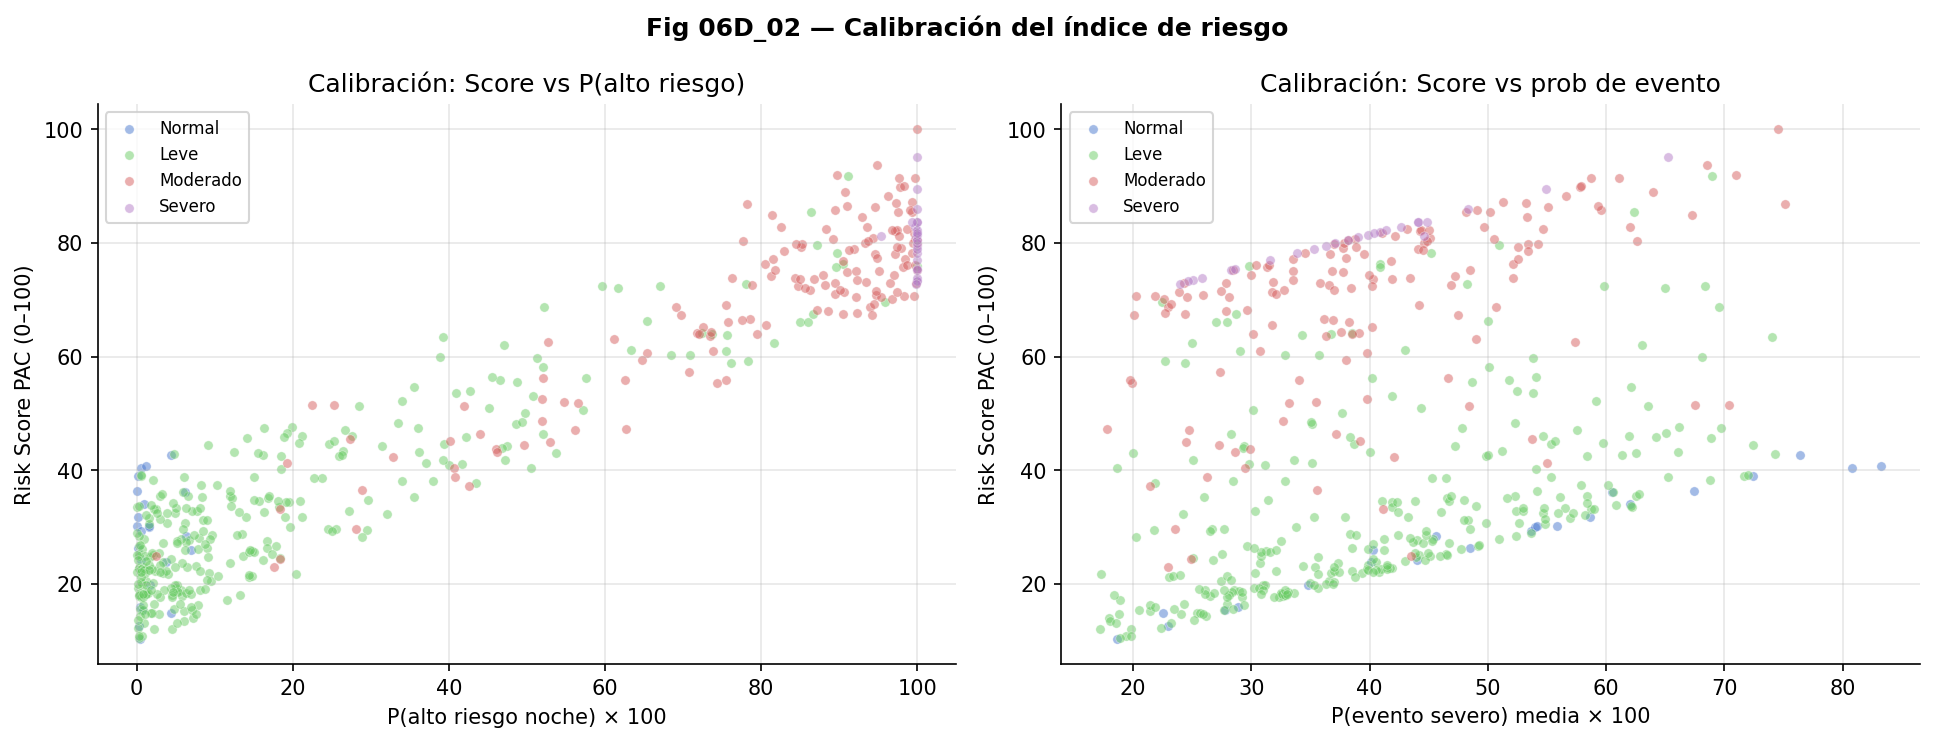 Fig 06D_02 — Calibración del índice de riesgo
Calibración: Score vs P(alto riesgo)
Risk Score PAC (0–100)
100
80
60
40
20
Normal
Leve
Moderado
Severo
0 20 40 60 80 100
P(alto riesgo noche) × 100
Calibración: Score vs prob de evento
Risk Score PAC (0–100)
100
80
60
40
20
Normal
Leve
Moderado
Severo
20 30 40 50 60 70 80
P(evento severo) media × 100